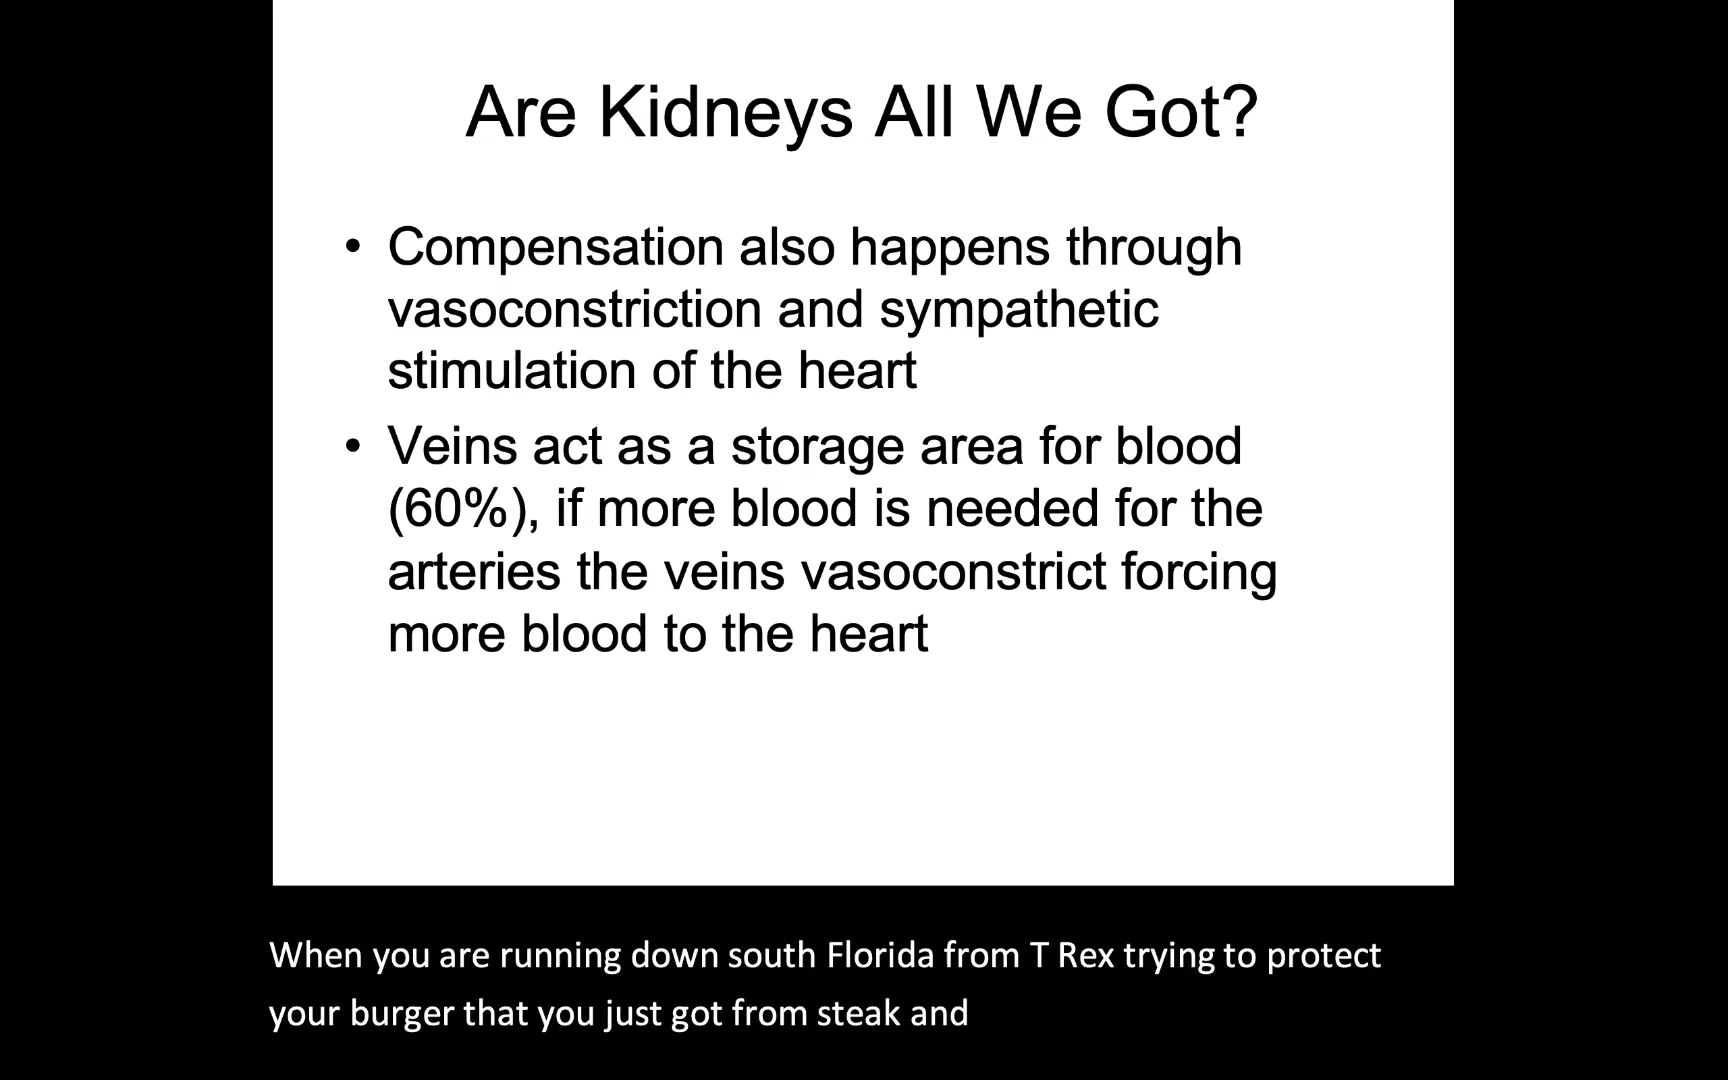 Are Kidneys All We Got?
• Compensation also happens through
vasoconstriction and sympathetic
stimulation of the heart
• Veins act as a storage area for blood
(60%), if more blood is needed for the
arteries the veins vasoconstrict forcing
more blood to the heart
When you are running down south Florida from T Rex trying to protect
your burger that you just got from steak and